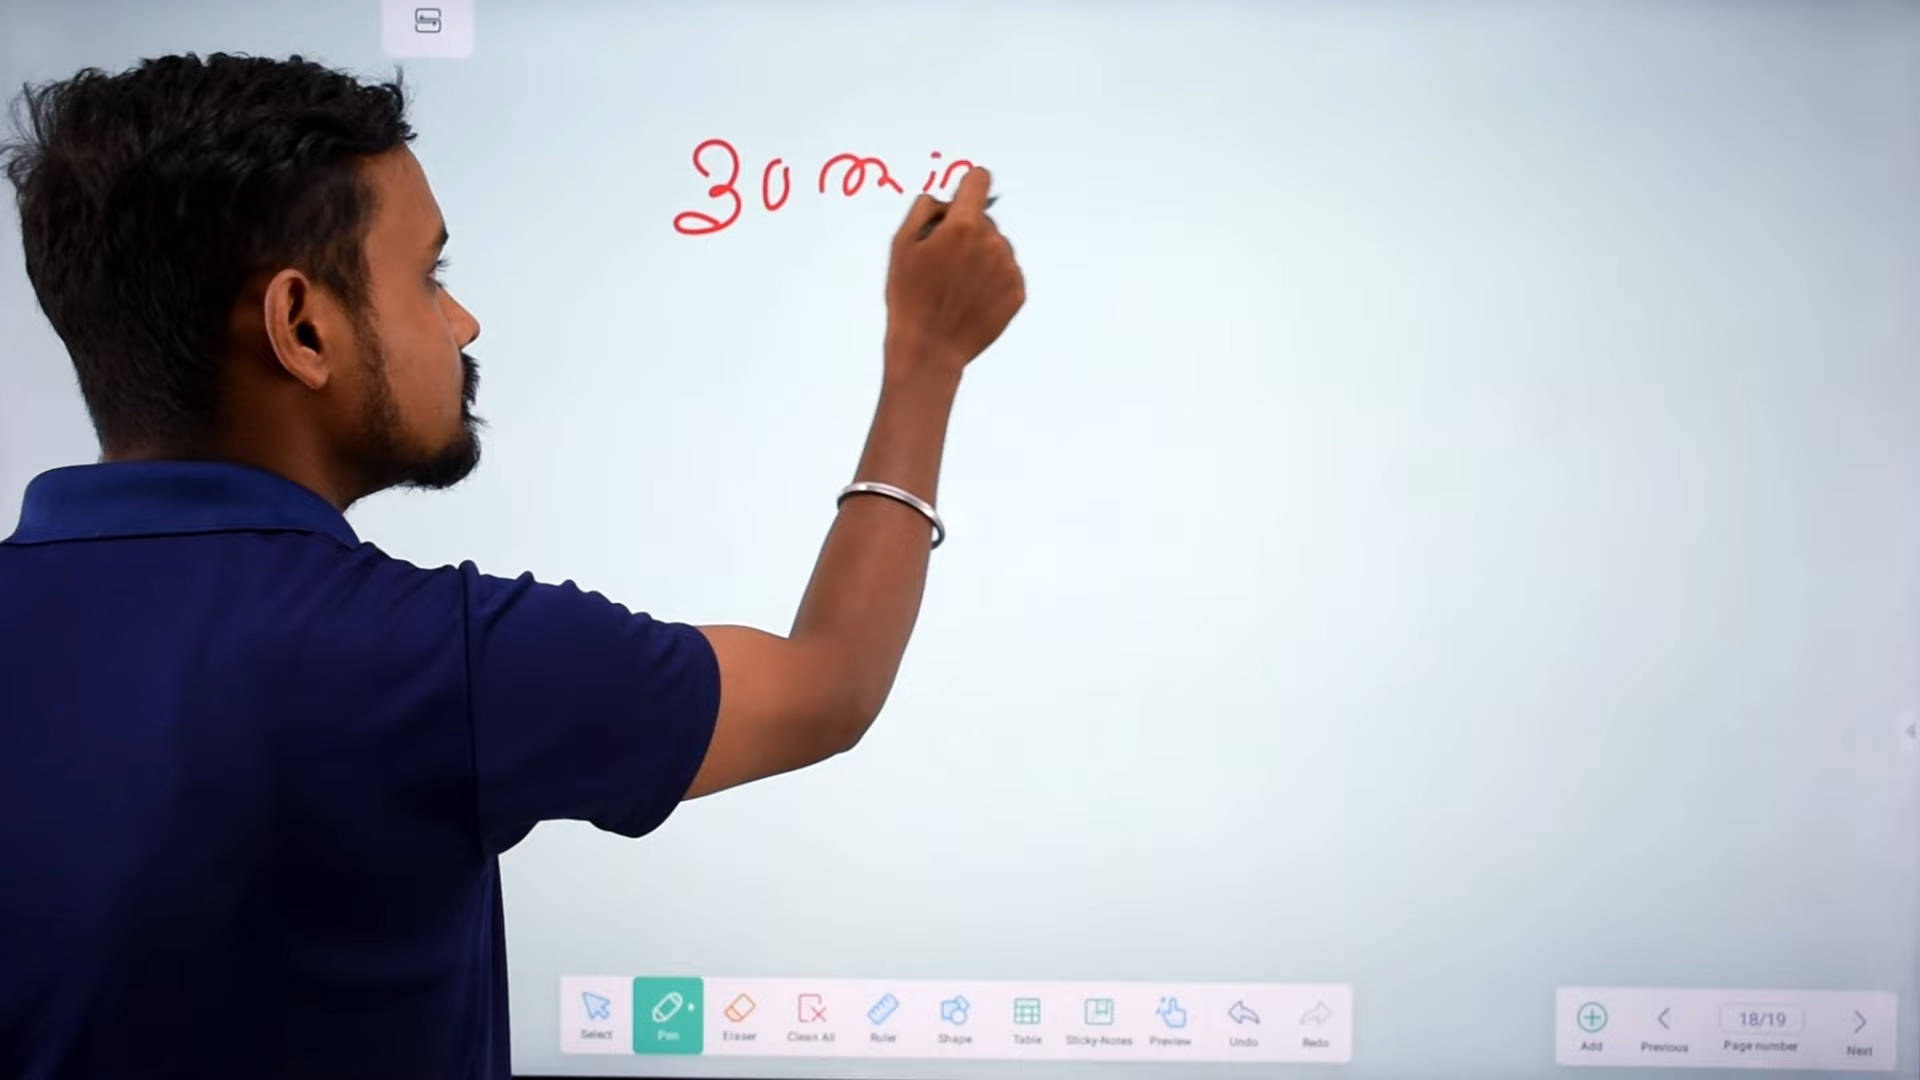 30 min
Select Pen Eraser Clean All Ruler Shape Table Sticky-Notes Preview Undo Redo
Add Previous 18/19 Page number Next